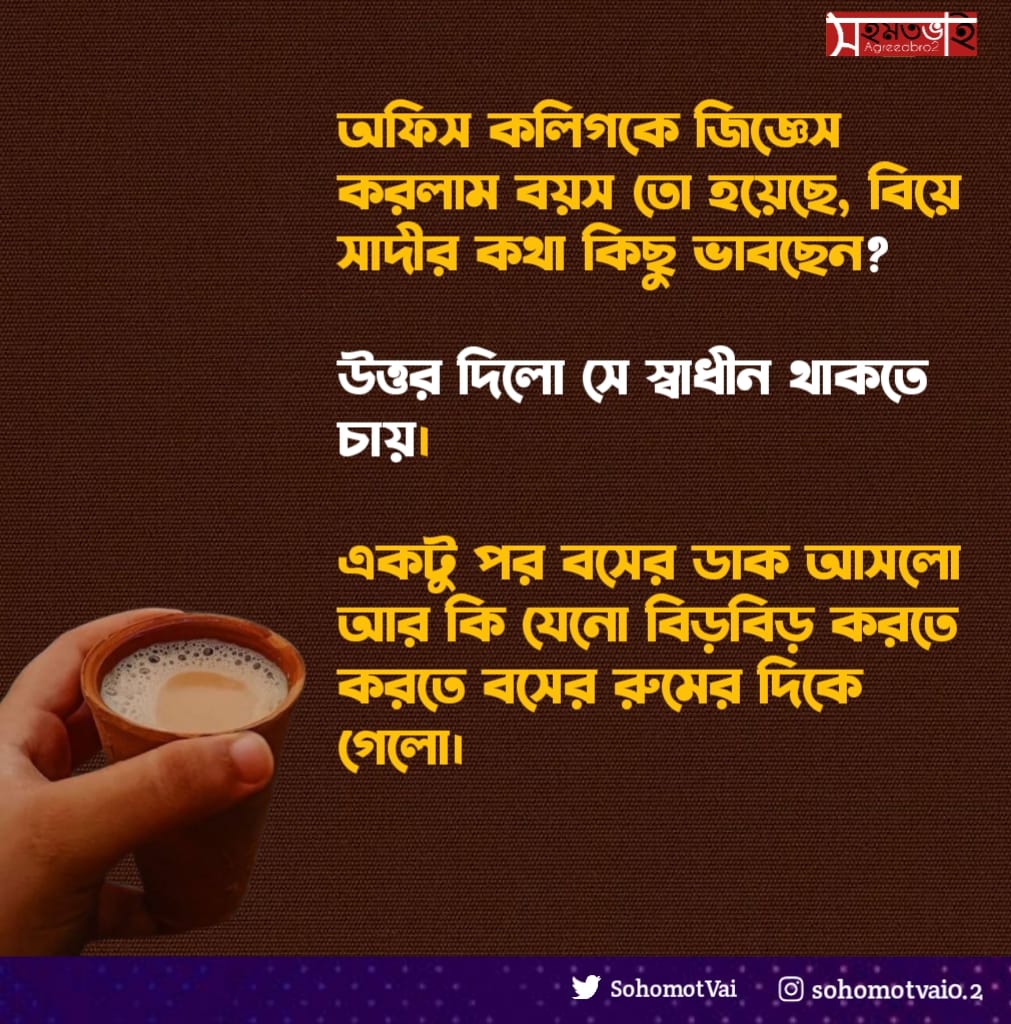 সহমতভাই
Agreeabro2
অফিস কলিগকে জিজ্ঞেস
করলাম বয়স তো হয়েছে, বিয়ে
সাদীর কথা কিছু ভাবছেন?
উত্তর দিলো সে স্বাধীন থাকতে
চায়।
একটু পর বসের ডাক আসলো
আর কি যেনো বিড়বিড় করতে
করতে বসের রুমের দিকে
গেলো।
SohomotVai
sohomotvaio.2